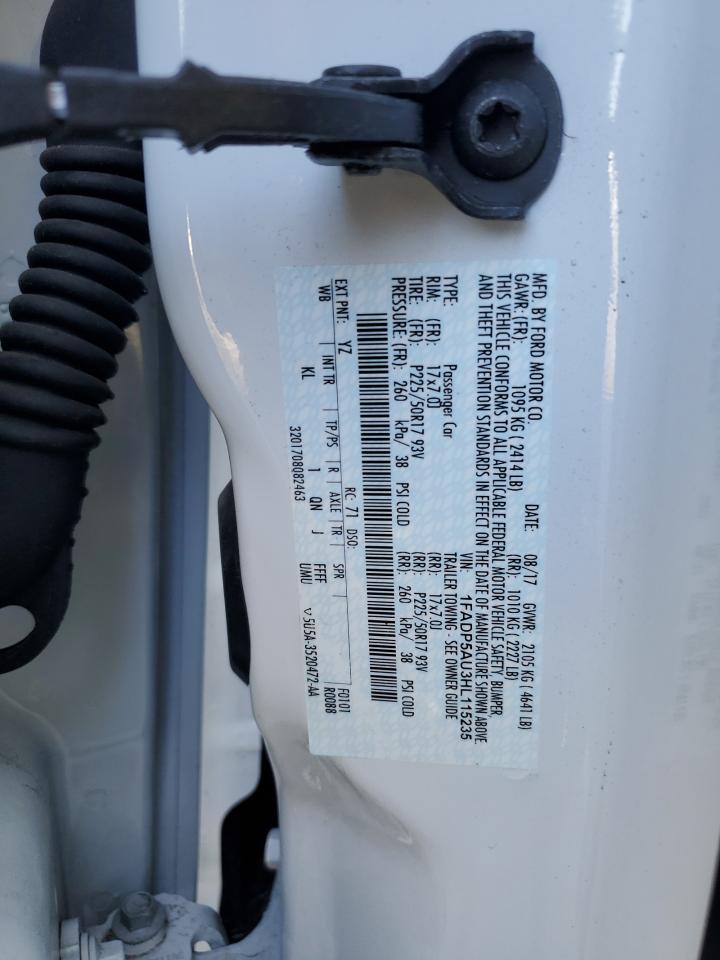 MFD. BY FORD MOTOR CO.
DATE: 08/17 GVWR: 2105 KG ( 4641 LB)
GAWR: (FR): 1095 KG ( 2414 LB) (RR): 1010 KG ( 2227 LB)
THIS VEHICLE CONFORMS TO ALL APPLICABLE FEDERAL MOTOR VEHICLE SAFETY, BUMPER,
AND THEFT PREVENTION STANDARDS IN EFFECT ON THE DATE OF MANUFACTURE SHOWN ABOVE.
VIN: 1FADP5AU3HL115235
TYPE: Passenger Car TRAILER TOWING - SEE OWNER GUIDE
RIM: (FR): 17x7.0J (RR): 17x7.0J
TIRE: (FR): P225/50R17 93V (RR): P225/50R17 93V
PRESSURE: (FR): 260 kPa/ 38 PSI COLD (RR): 260 kPa/ 38 PSI COLD
EXT PNT: YZ RC: 71 DSO: F0101
WB INT TR TP/PS R AXLE TR SPR R0088
KL 1 QN J FFFF
UMU
3201708Q82463 5U5A-3520472-AA